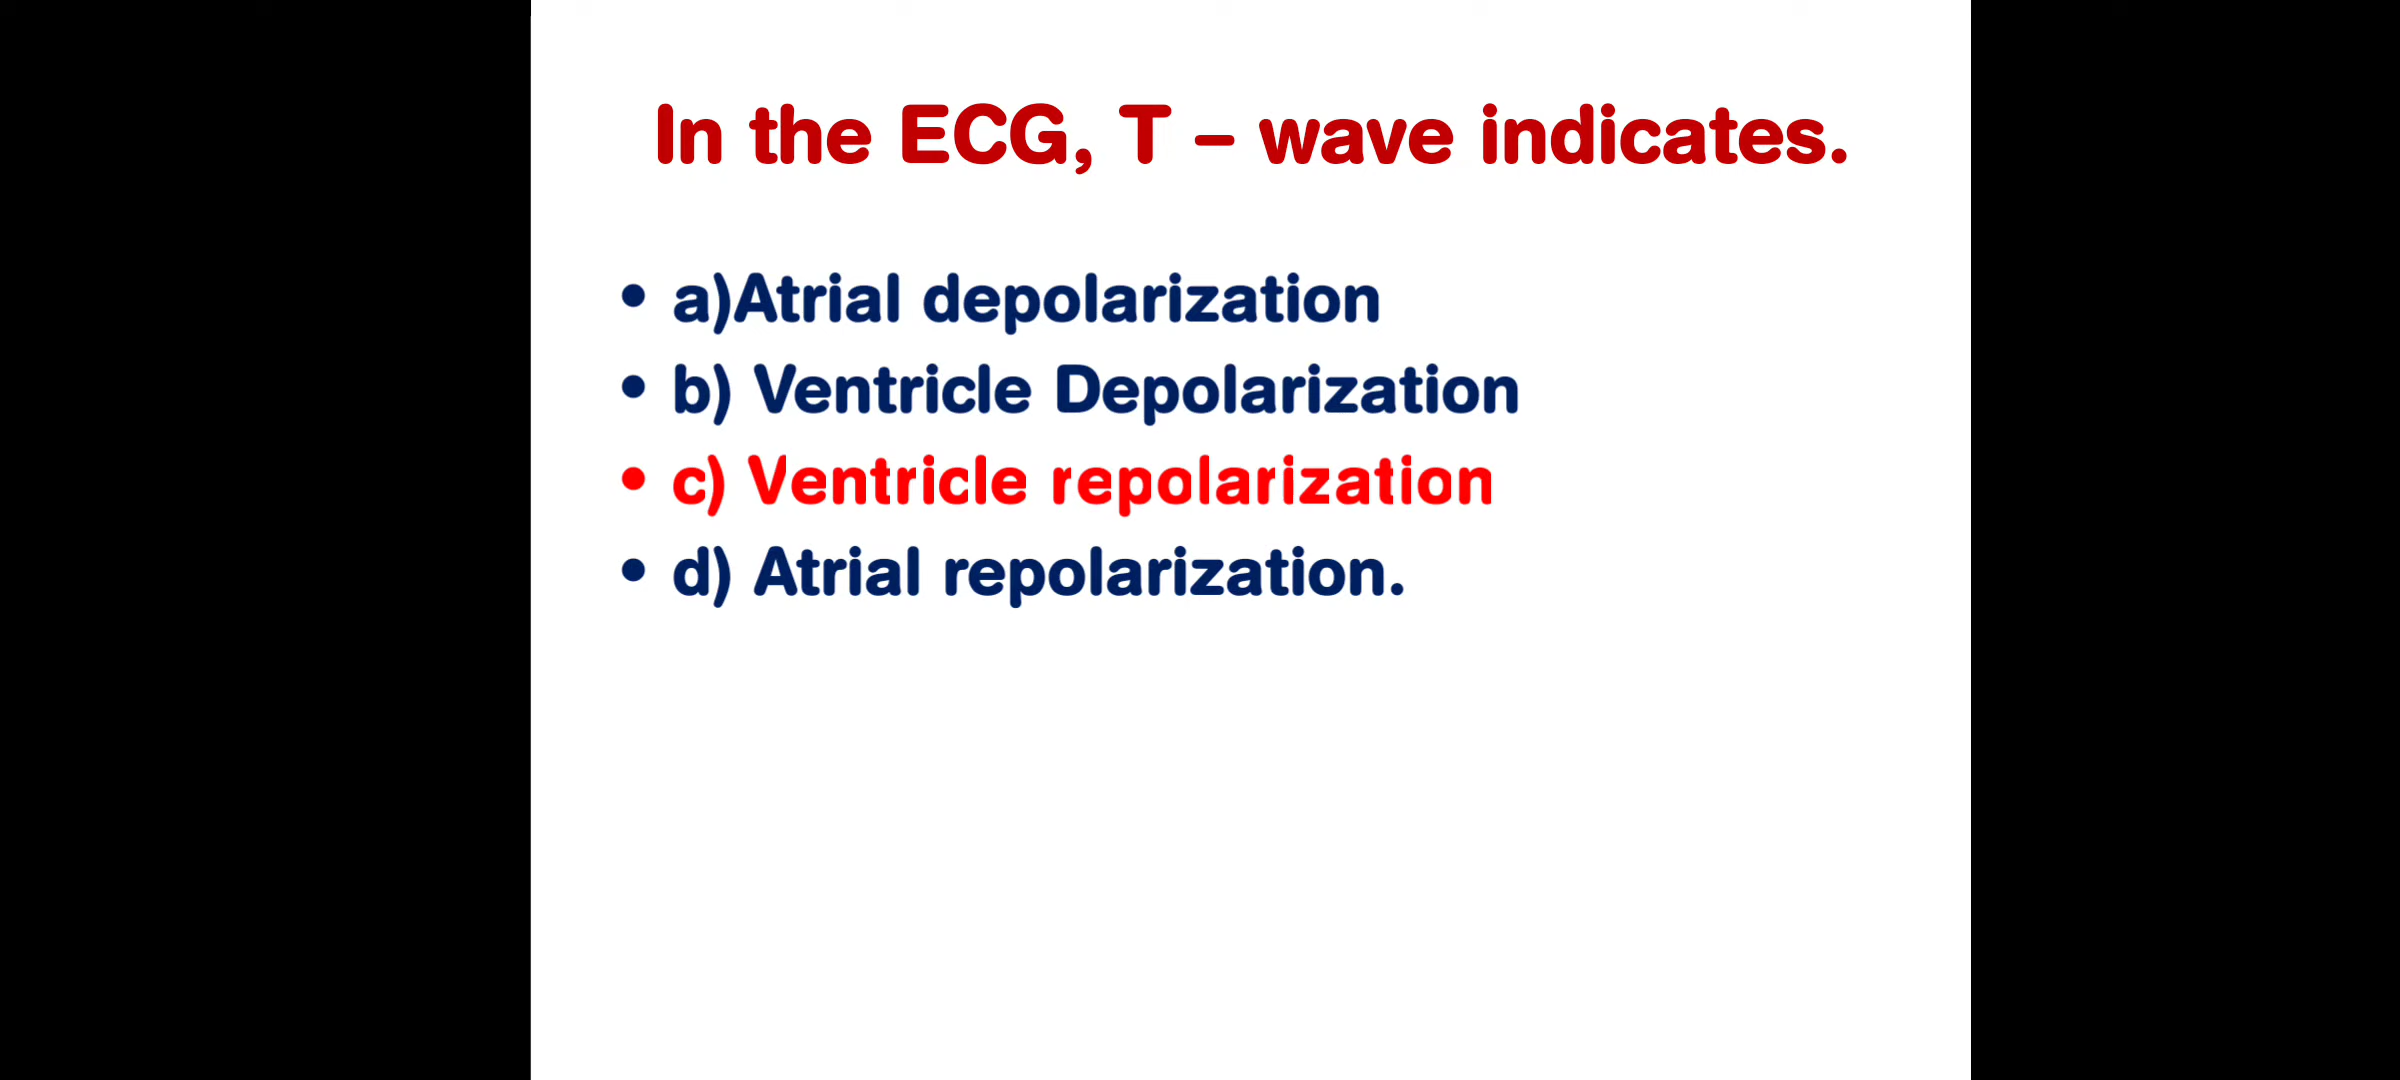 In the ECG, T – wave indicates.
• a)Atrial depolarization
• b) Ventricle Depolarization
• c) Ventricle repolarization
• d) Atrial repolarization.